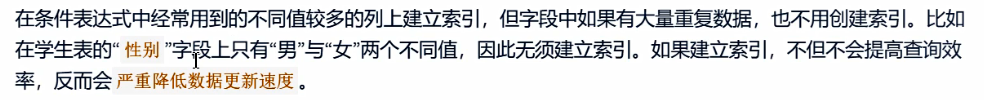 在条件表达式中经常用到的不同值较多的列上建立索引，但字段中如果有大量重复数据，也不用创建索引。比如
在学生表的“性别”字段上只有“男”与“女”两个不同值，因此无须建立索引。如果建立索引，不但不会提高查询效
率，反而会严重降低数据更新速度。